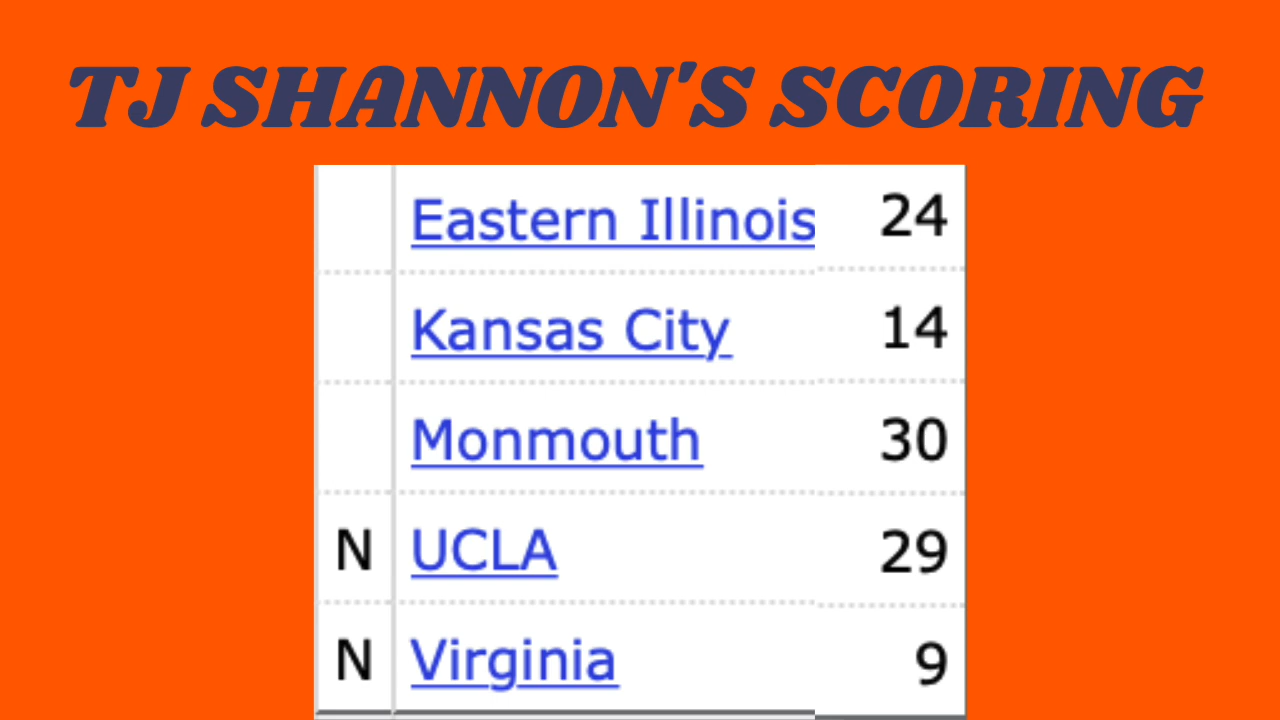 TJ SHANNON'S SCORING
Eastern Illinois 24
Kansas City 14
Monmouth 30
N UCLA 29
N Virginia 9